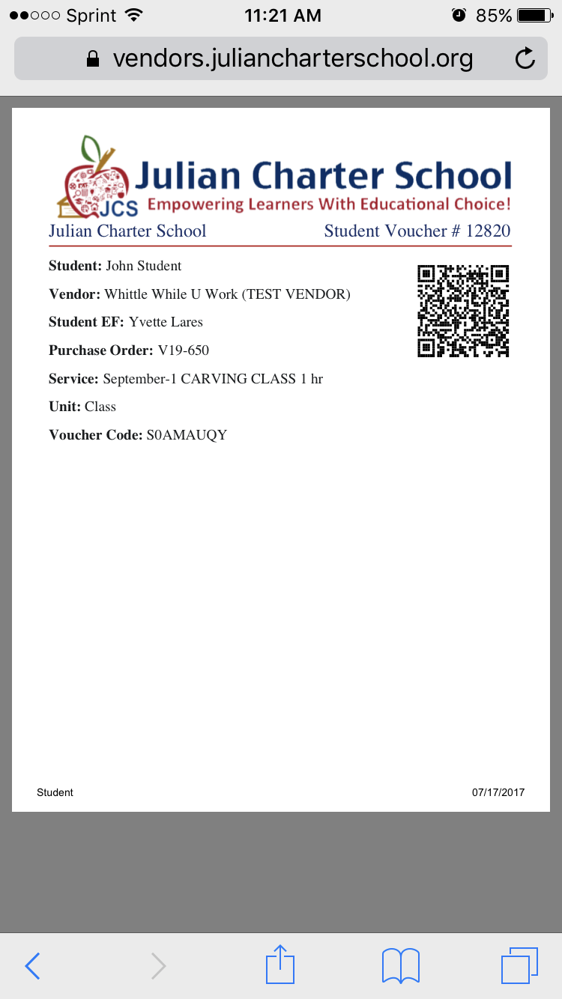 Sprint 11:21 AM 85%
vendors.juliancharterschool.org
Julian Charter School
JCS Empowering Learners With Educational Choice!
Julian Charter School Student Voucher # 12820
Student: John Student
Vendor: Whittle While U Work (TEST VENDOR)
Student EF: Yvette Lares
Purchase Order: V19-650
Service: September-1 CARVING CLASS 1 hr
Unit: Class
Voucher Code: S0AMAUQY
Student 07/17/2017